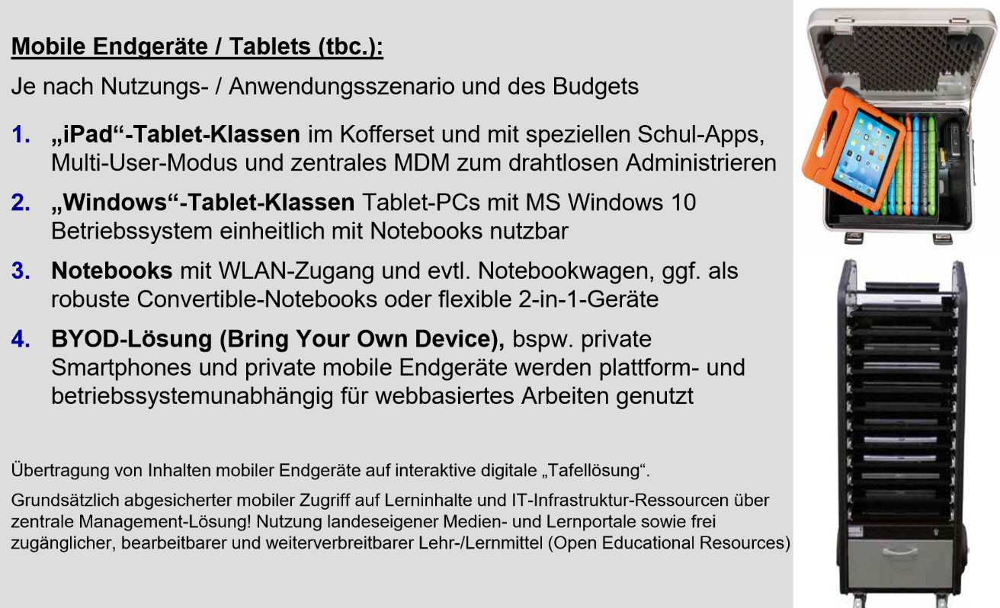 Mobile Endgeräte / Tablets (tbc.):
Je nach Nutzungs- / Anwendungsszenario und des Budgets
1. „iPad“-Tablet-Klassen im Kofferset und mit speziellen Schul-Apps,
Multi-User-Modus und zentrales MDM zum drahtlosen Administrieren
2. „Windows“-Tablet-Klassen Tablet-PCs mit MS Windows 10
Betriebssystem einheitlich mit Notebooks nutzbar
3. Notebooks mit WLAN-Zugang und evtl. Notebookwagen, ggf. als
robuste Convertible-Notebooks oder flexible 2-in-1-Geräte
4. BYOD-Lösung (Bring Your Own Device), bspw. private
Smartphones und private mobile Endgeräte werden plattform- und
betriebssystemunabhängig für webbasiertes Arbeiten genutzt
Übertragung von Inhalten mobiler Endgeräte auf interaktive digitale „Tafellösung“.
Grundsätzlich abgesicherter mobiler Zugriff auf Lerninhalte und IT-Infrastruktur-Ressourcen über
zentrale Management-Lösung! Nutzung landeseigener Medien- und Lernportale sowie frei
zugänglicher, bearbeitbarer und weiterverbreitbarer Lehr-/Lernmittel (Open Educational Resources)